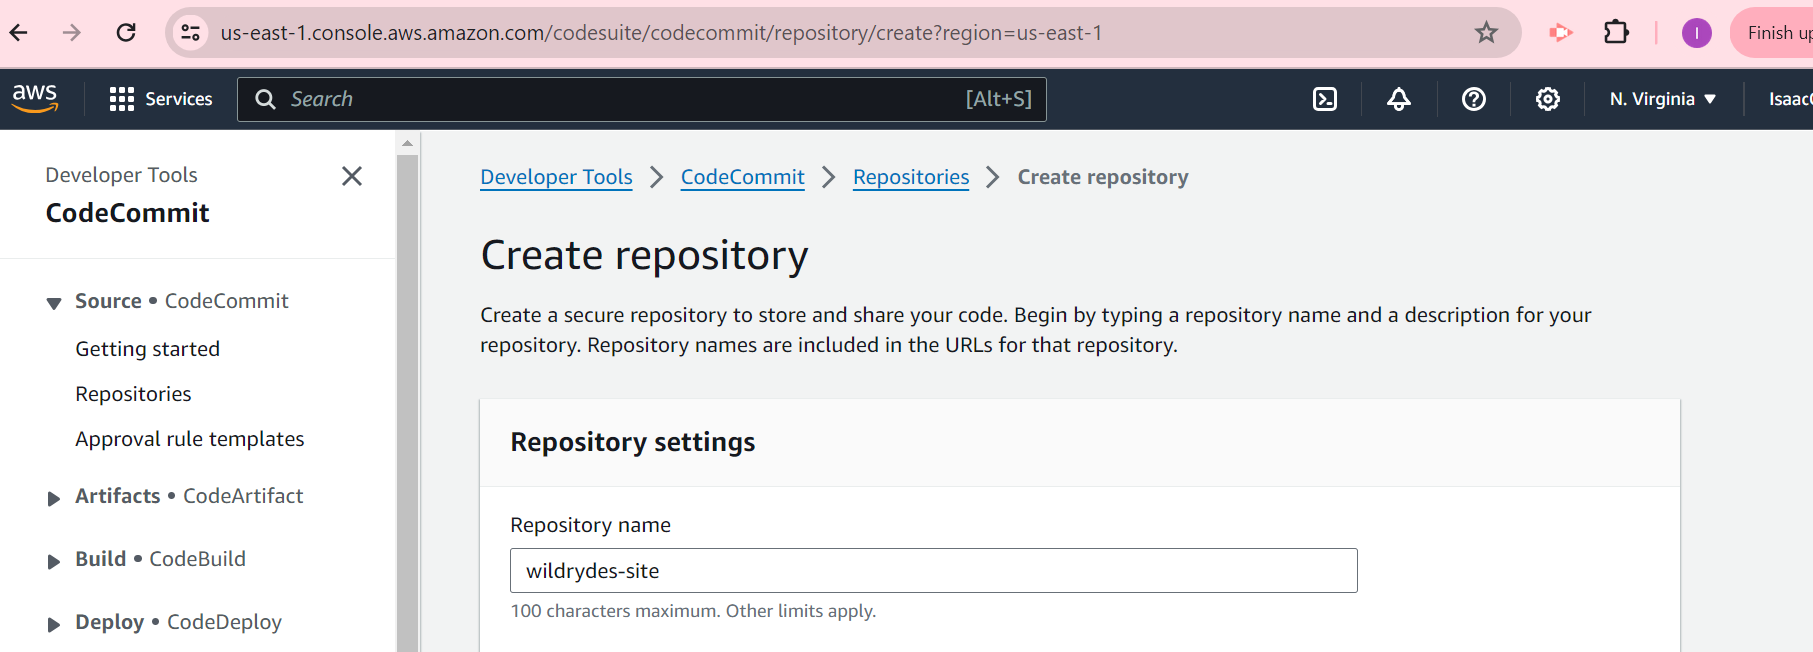 us-east-1.console.aws.amazon.com/codesuite/codecommit/repository/create?region=us-east-1
I
Finish up
aws
Services
Search
[Alt+S]
N. Virginia
Isaac
Developer Tools
CodeCommit
Source • CodeCommit
Getting started
Repositories
Approval rule templates
Artifacts • CodeArtifact
Build • CodeBuild
Deploy • CodeDeploy
Developer Tools
CodeCommit
Repositories
Create repository
Create repository
Create a secure repository to store and share your code. Begin by typing a repository name and a description for your
repository. Repository names are included in the URLs for that repository.
Repository settings
Repository name
wildrydes-site
100 characters maximum. Other limits apply.